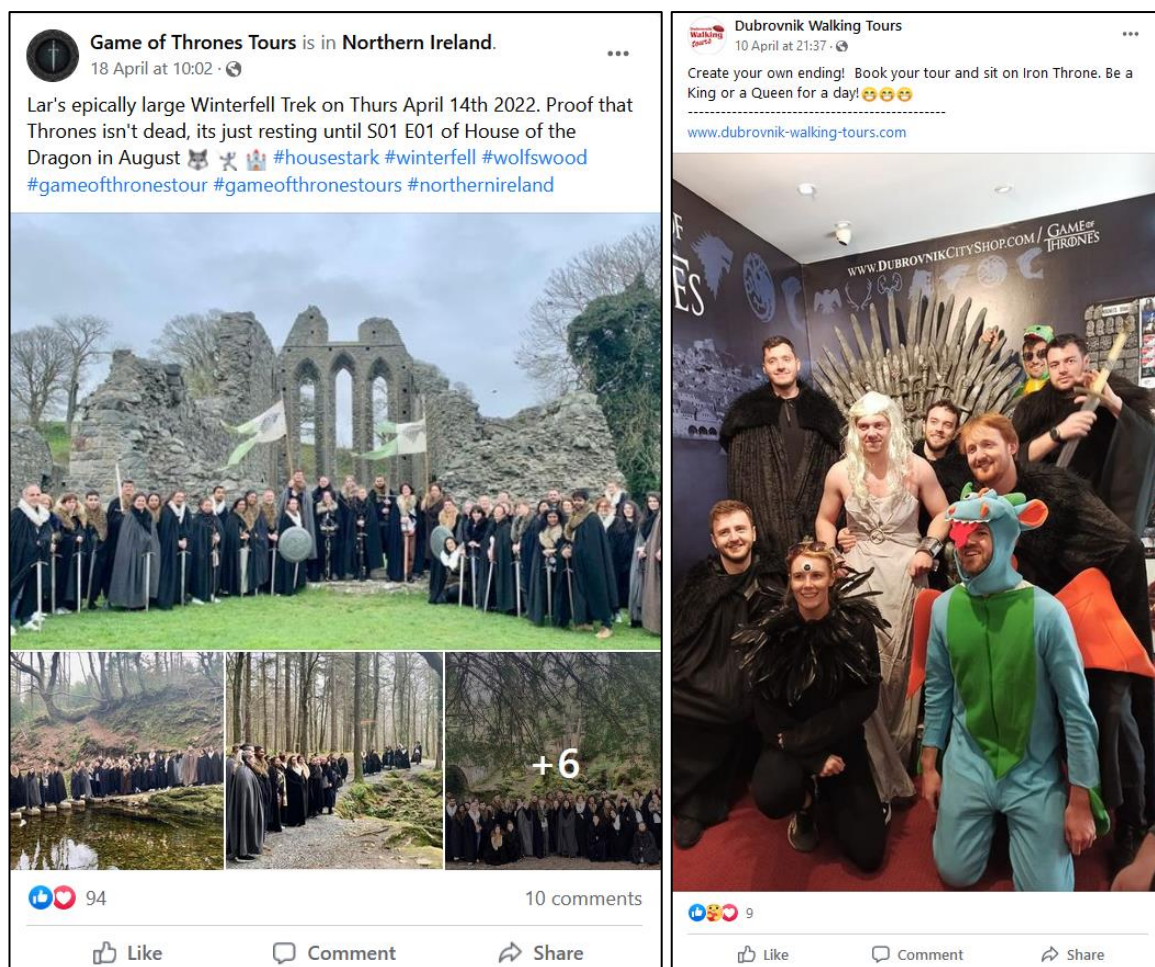 Game of Thrones Tours is in Northern Ireland.
18 April at 10:02 ·
Lar's epically large Winterfell Trek on Thurs April 14th 2022. Proof that
Thrones isn't dead, its just resting until S01 E01 of House of the
Dragon in August 🐺 🤺 🏰 #housestark #winterfell #wolfswood
#gameofthronestour #gameofthronestours #northernireland
+6
94
10 comments
Like
Comment
Share
Dubrovnik
Walking
tours
Dubrovnik Walking Tours
10 April at 21:37 ·
Create your own ending! Book your tour and sit on Iron Throne. Be a
King or a Queen for a day!😁😁😁
----------------------------------------------
www.dubrovnik-walking-tours.com
OF
ES
WWW.DUBROVNIKCITYSHOP.COM / GAME OF
THRONES
9
Like
Comment
Share